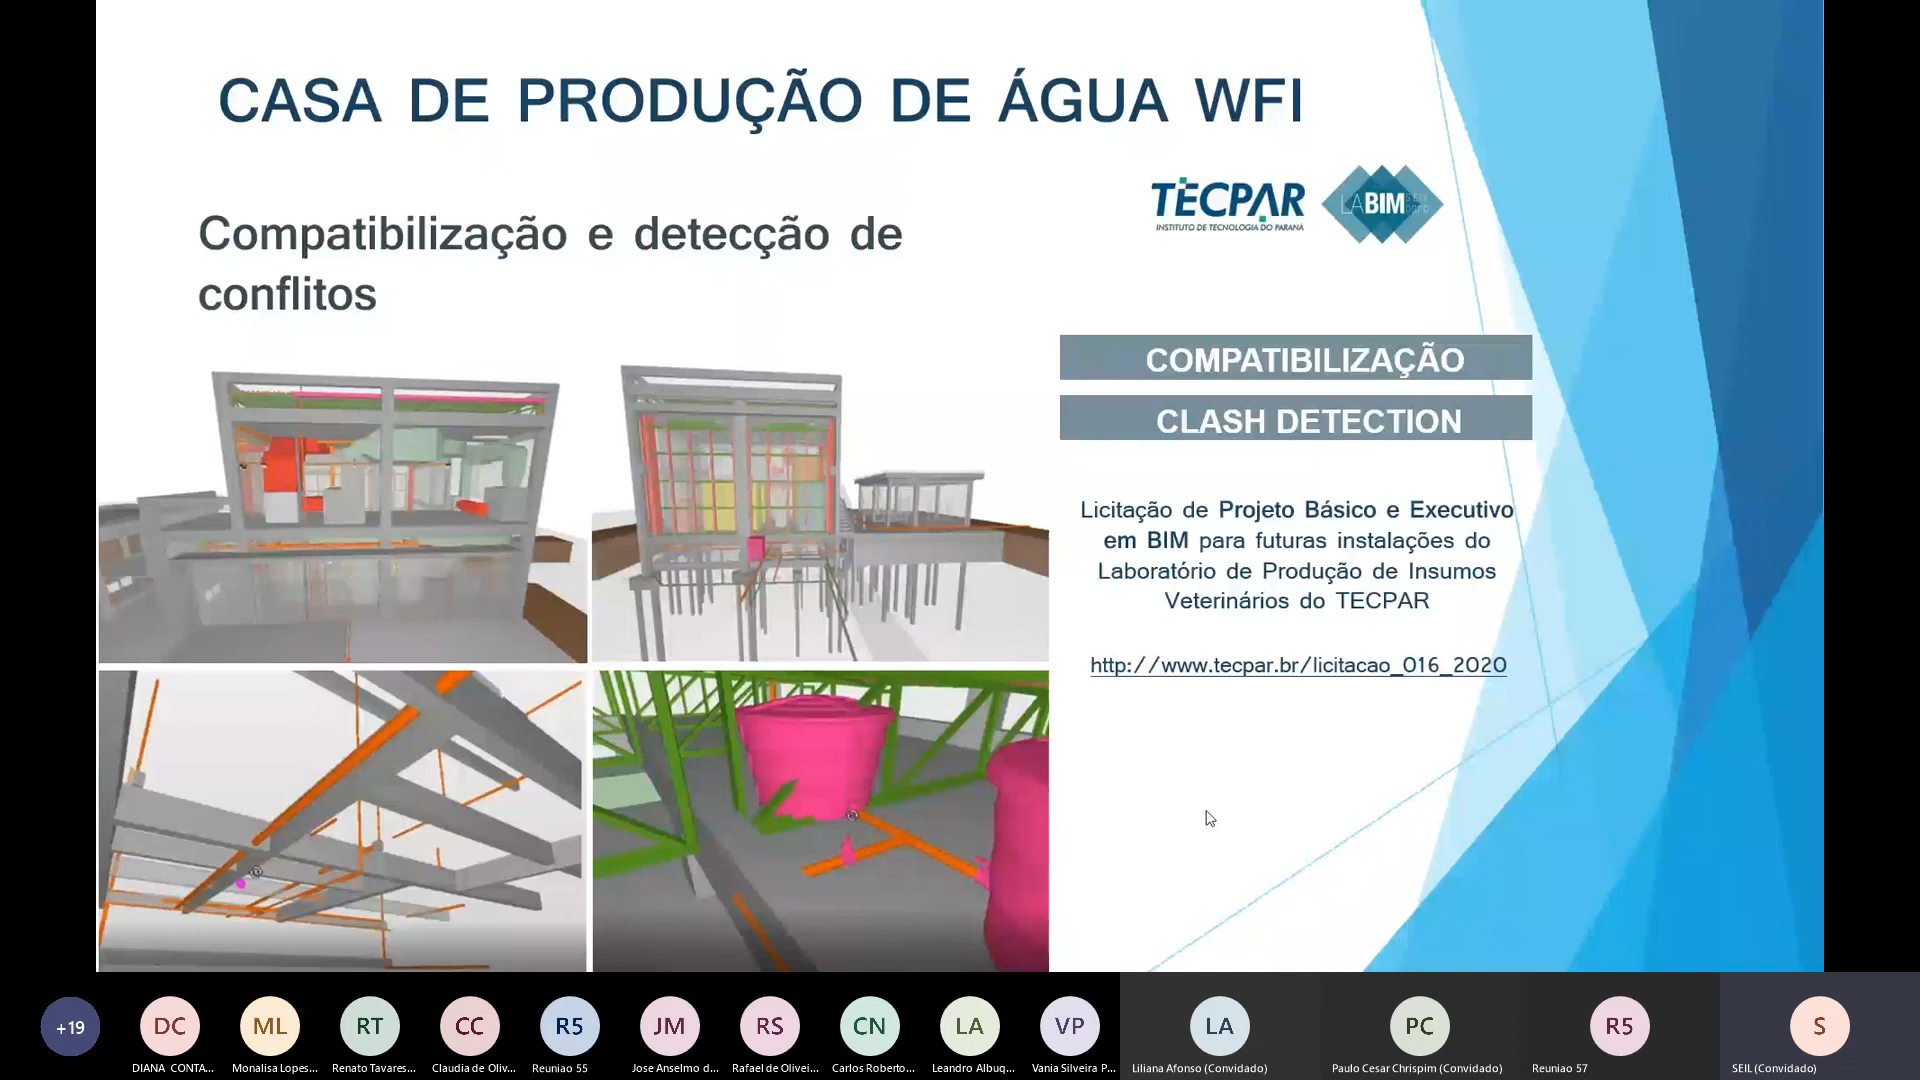 CASA DE PRODUÇÃO DE ÁGUA WFI
TECPAR
INSTITUTO DE TECNOLOGIA DO PARANÁ
LABIM
Compatibilização e detecção de
conflitos
COMPATIBILIZAÇÃO
CLASH DETECTION
Licitação de Projeto Básico e Executivo
em BIM para futuras instalações do
Laboratório de Produção de Insumos
Veterinários do TECPAR
http://www.tecpar.br/licitacao_016_2020
+19
DC
ML
RT
CC
R5
JM
RS
CN
LA
VP
LA
PC
R5
S
DIANA CONTA...
Monalisa Lopes...
Renato Tavares...
Claudia de Oliv...
Reuniao 55
Jose Anselmo d...
Rafael de Olivei...
Carlos Roberto...
Leandro Albuq...
Vania Silveira P...
Liliana Afonso (Convidado)
Paulo Cesar Chrispim (Convidado)
Reuniao 57
SEIL (Convidado)